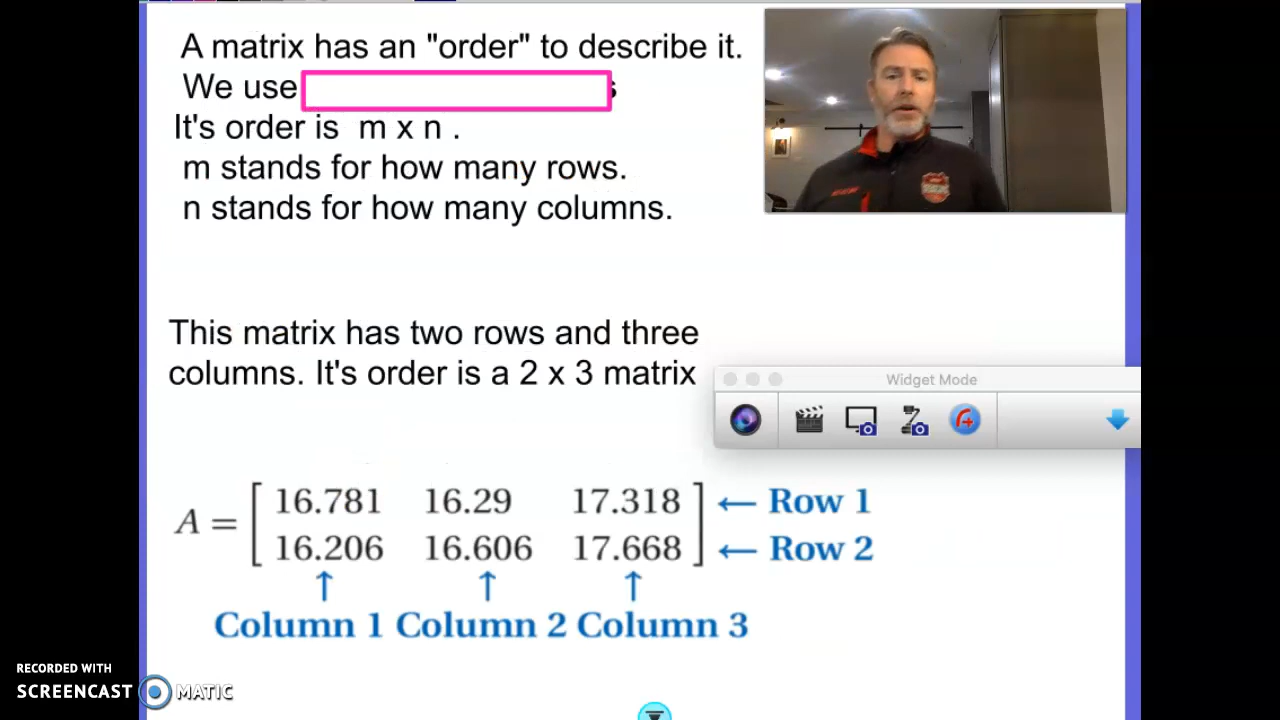 A matrix has an "order" to describe it.
We use
It's order is m x n .
m stands for how many rows.
n stands for how many columns.
This matrix has two rows and three
columns. It's order is a 2 x 3 matrix
Widget Mode
A = [ 16.781 16.29 17.318 ] ← Row 1
16.206 16.606 17.668 ← Row 2
↑ ↑ ↑
Column 1 Column 2 Column 3
RECORDED WITH
SCREENCAST MATIC